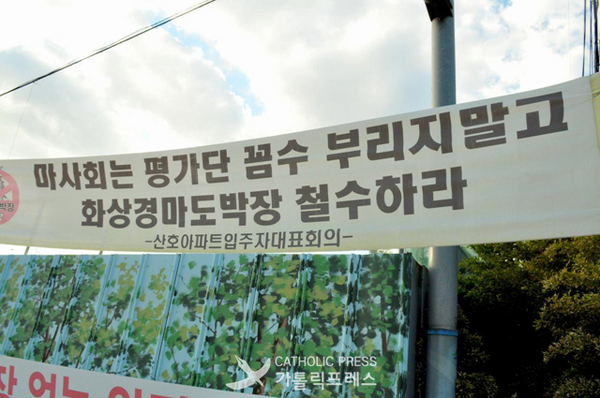 마사회는 평가단 꼼수 부리지말고
화상경마도박장 철수하라
-산호아파트입주자대표회의-
CATHOLIC PRESS
가톨릭프레스